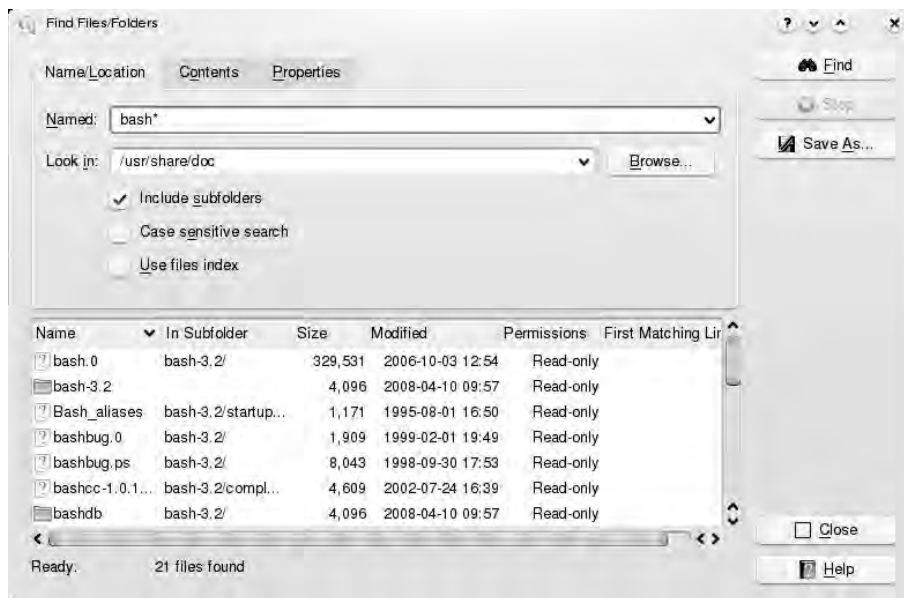 Find Files/Folders
Name/Location Contents Properties
Find
Stop
Save As...
Named: bash*
Look in: /usr/share/doc Browse...
Include subfolders
Case sensitive search
Use files index
Name In Subfolder Size Modified Permissions First Matching Lin
bash.0 bash-3.2/ 329,531 2006-10-03 12:54 Read-only
bash-3.2 4,096 2008-04-10 09:57 Read-only
Bash_aliases bash-3.2/startup... 1,171 1995-08-01 16:50 Read-only
bashbug.0 bash-3.2/ 1,909 1999-02-01 19:49 Read-only
bashbug.ps bash-3.2/ 8,043 1998-09-30 17:53 Read-only
bashcc-1.0.1... bash-3.2/compl... 4,609 2002-07-24 16:39 Read-only
bashdb bash-3.2/ 4,096 2008-04-10 09:57 Read-only
Close
Ready. 21 files found
Help